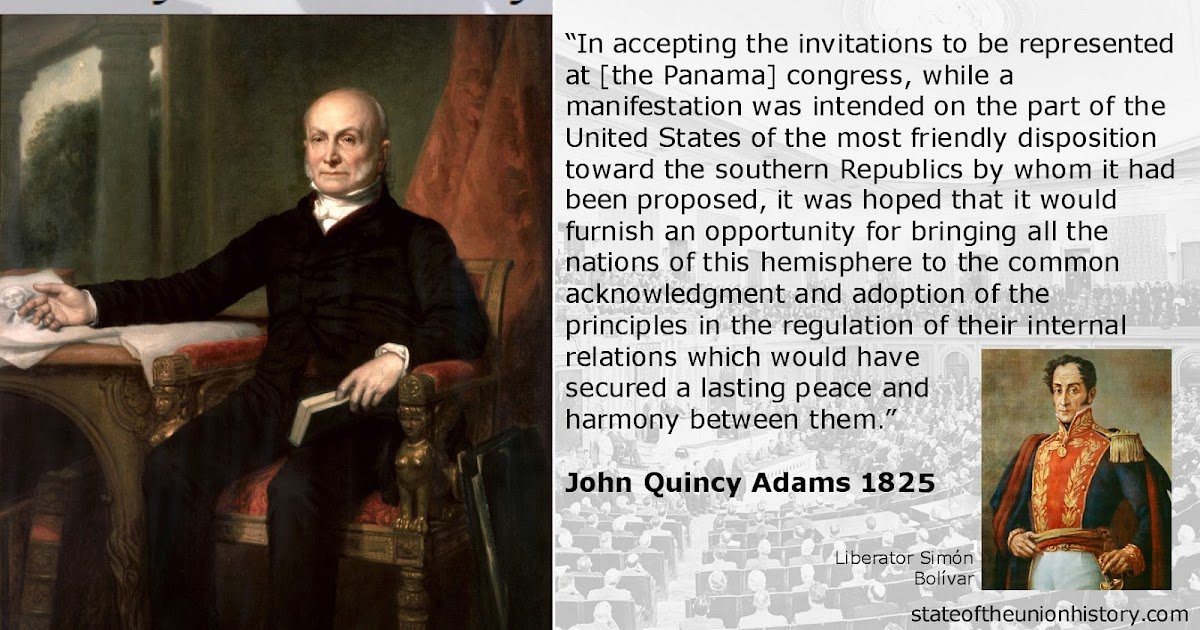 “In accepting the invitations to be represented
at [the Panama] congress, while a
manifestation was intended on the part of the
United States of the most friendly disposition
toward the southern Republics by whom it had
been proposed, it was hoped that it would
furnish an opportunity for bringing all the
nations of this hemisphere to the common
acknowledgment and adoption of the
principles in the regulation of their internal
relations which would have
secured a lasting peace and
harmony between them.”
John Quincy Adams 1825
Liberator Simón
Bolívar
stateoftheunionhistory.com